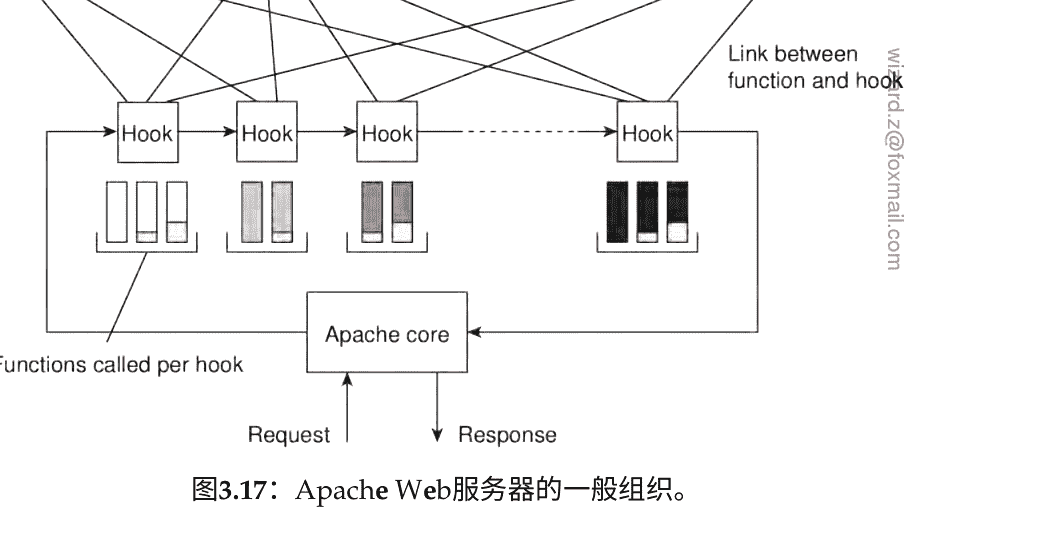 Link between
function and hook
wizard.z@foxmail.com
Hook
Hook
Hook
Hook
Apache core
Functions called per hook
Request
Response
图3.17：Apache Web服务器的一般组织。